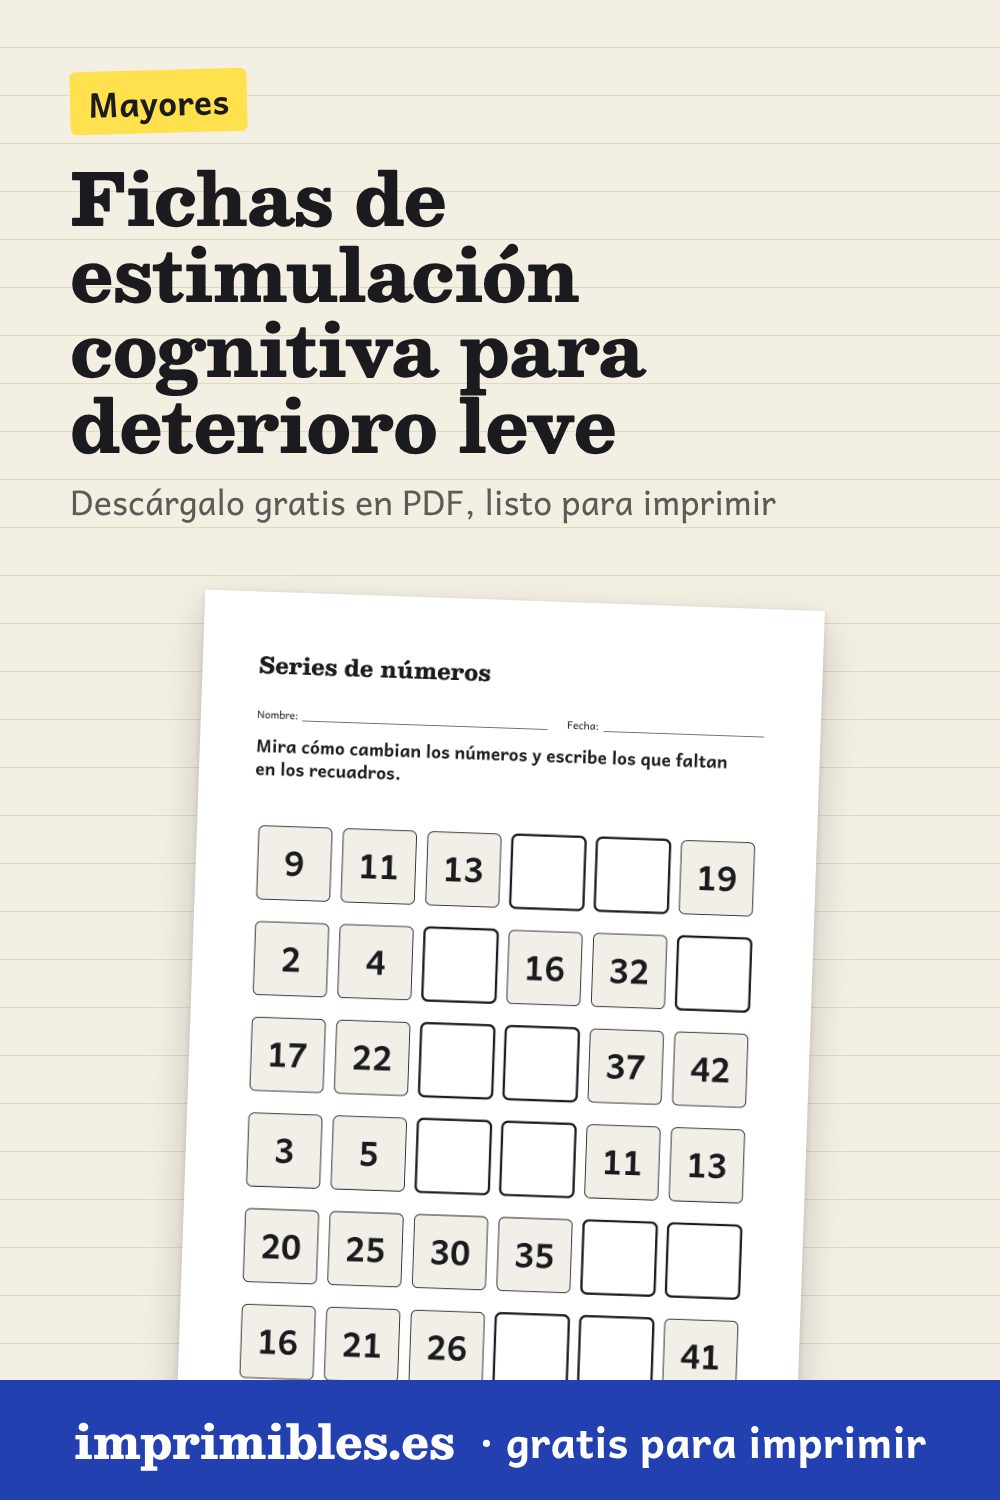 Mayores
Fichas de
estimulación
cognitiva para
deterioro leve
Descárgalo gratis en PDF, listo para imprimir
Series de números
Nombre: Fecha:
Mira cómo cambian los números y escribe los que faltan
en los recuadros.
9 11 13 19
2 4 16 32
17 22 37 42
3 5 11 13
20 25 30 35
16 21 26 41
imprimibles.es · gratis para imprimir